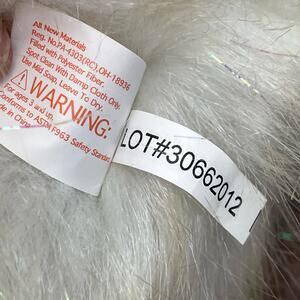 All New Materials
Reg. No.PA-4303(RC),OH-18936
Filled with Polyester Fiber.
Spot Clean With Damp Cloth Only.
Use Mild Soap, Leave To Dry.
WARNING:
For ages 3 and up.
Conforms to ASTM F963 Safety Standard
in China
LOT#30662012